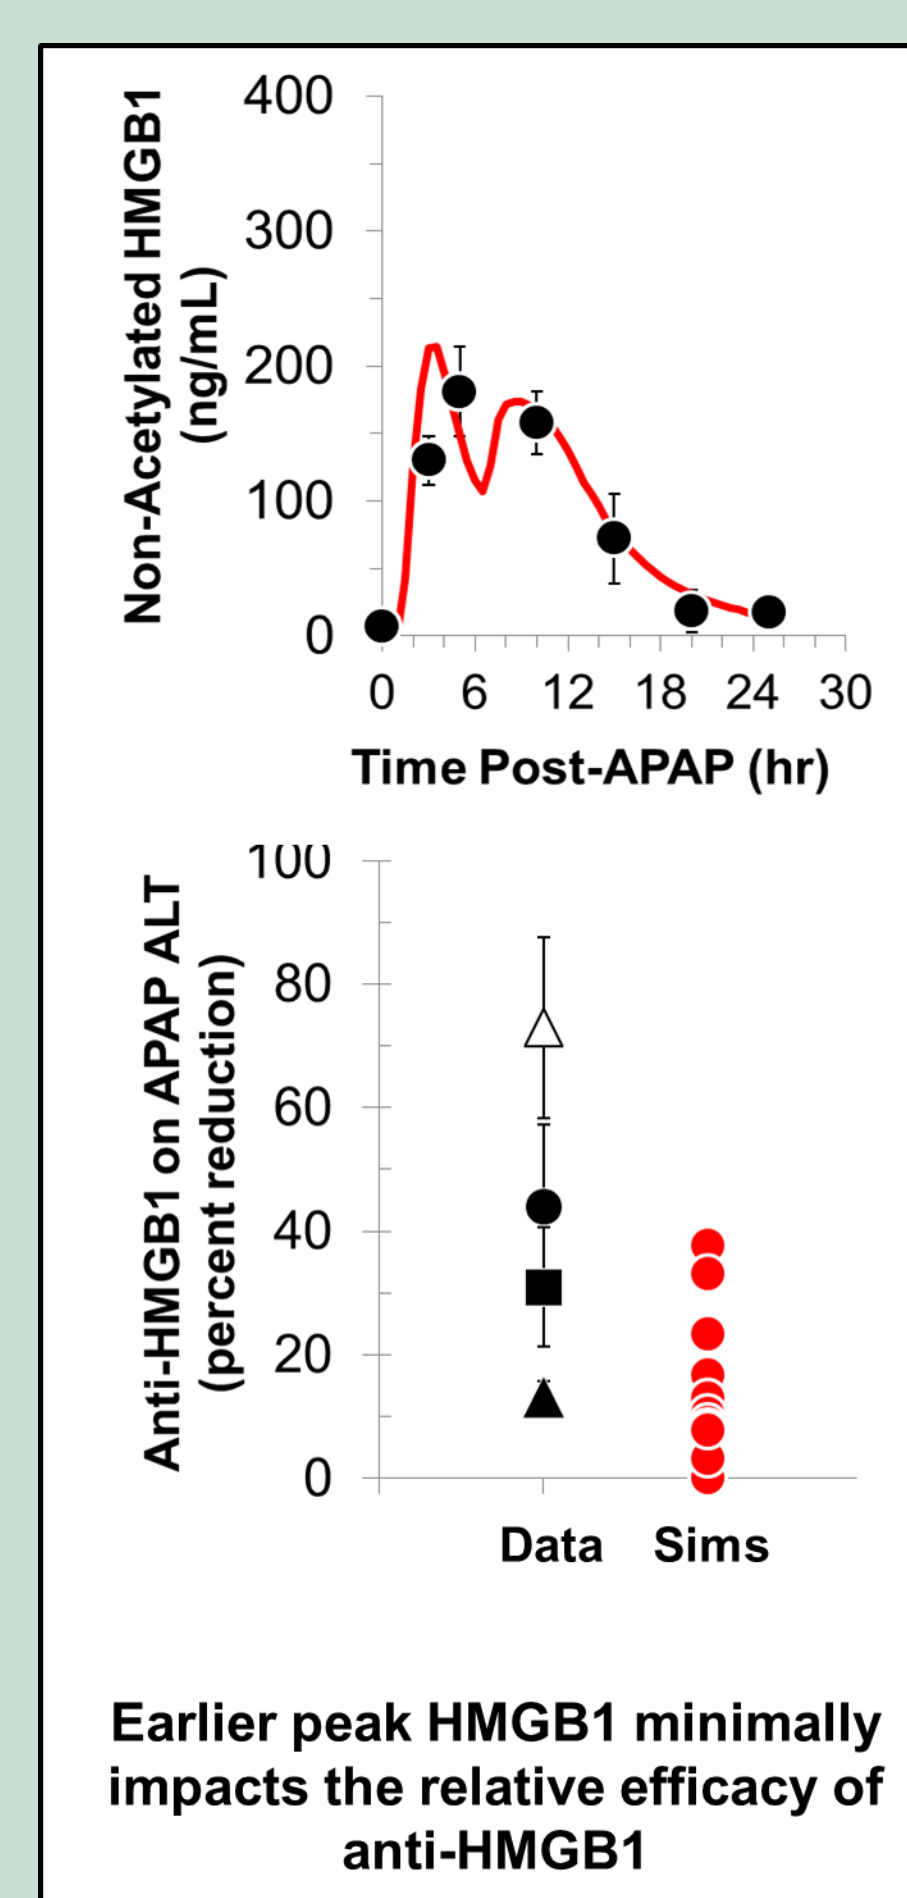 Non-Acetylated HMGB1
(ng/mL)
400
300
200
100
0
0 6 12 18 24 30
Time Post-APAP (hr)
Anti-HMGB1 on APAP ALT
(percent reduction)
100
80
60
40
20
0
Data Sims
Earlier peak HMGB1 minimally
impacts the relative efficacy of
anti-HMGB1